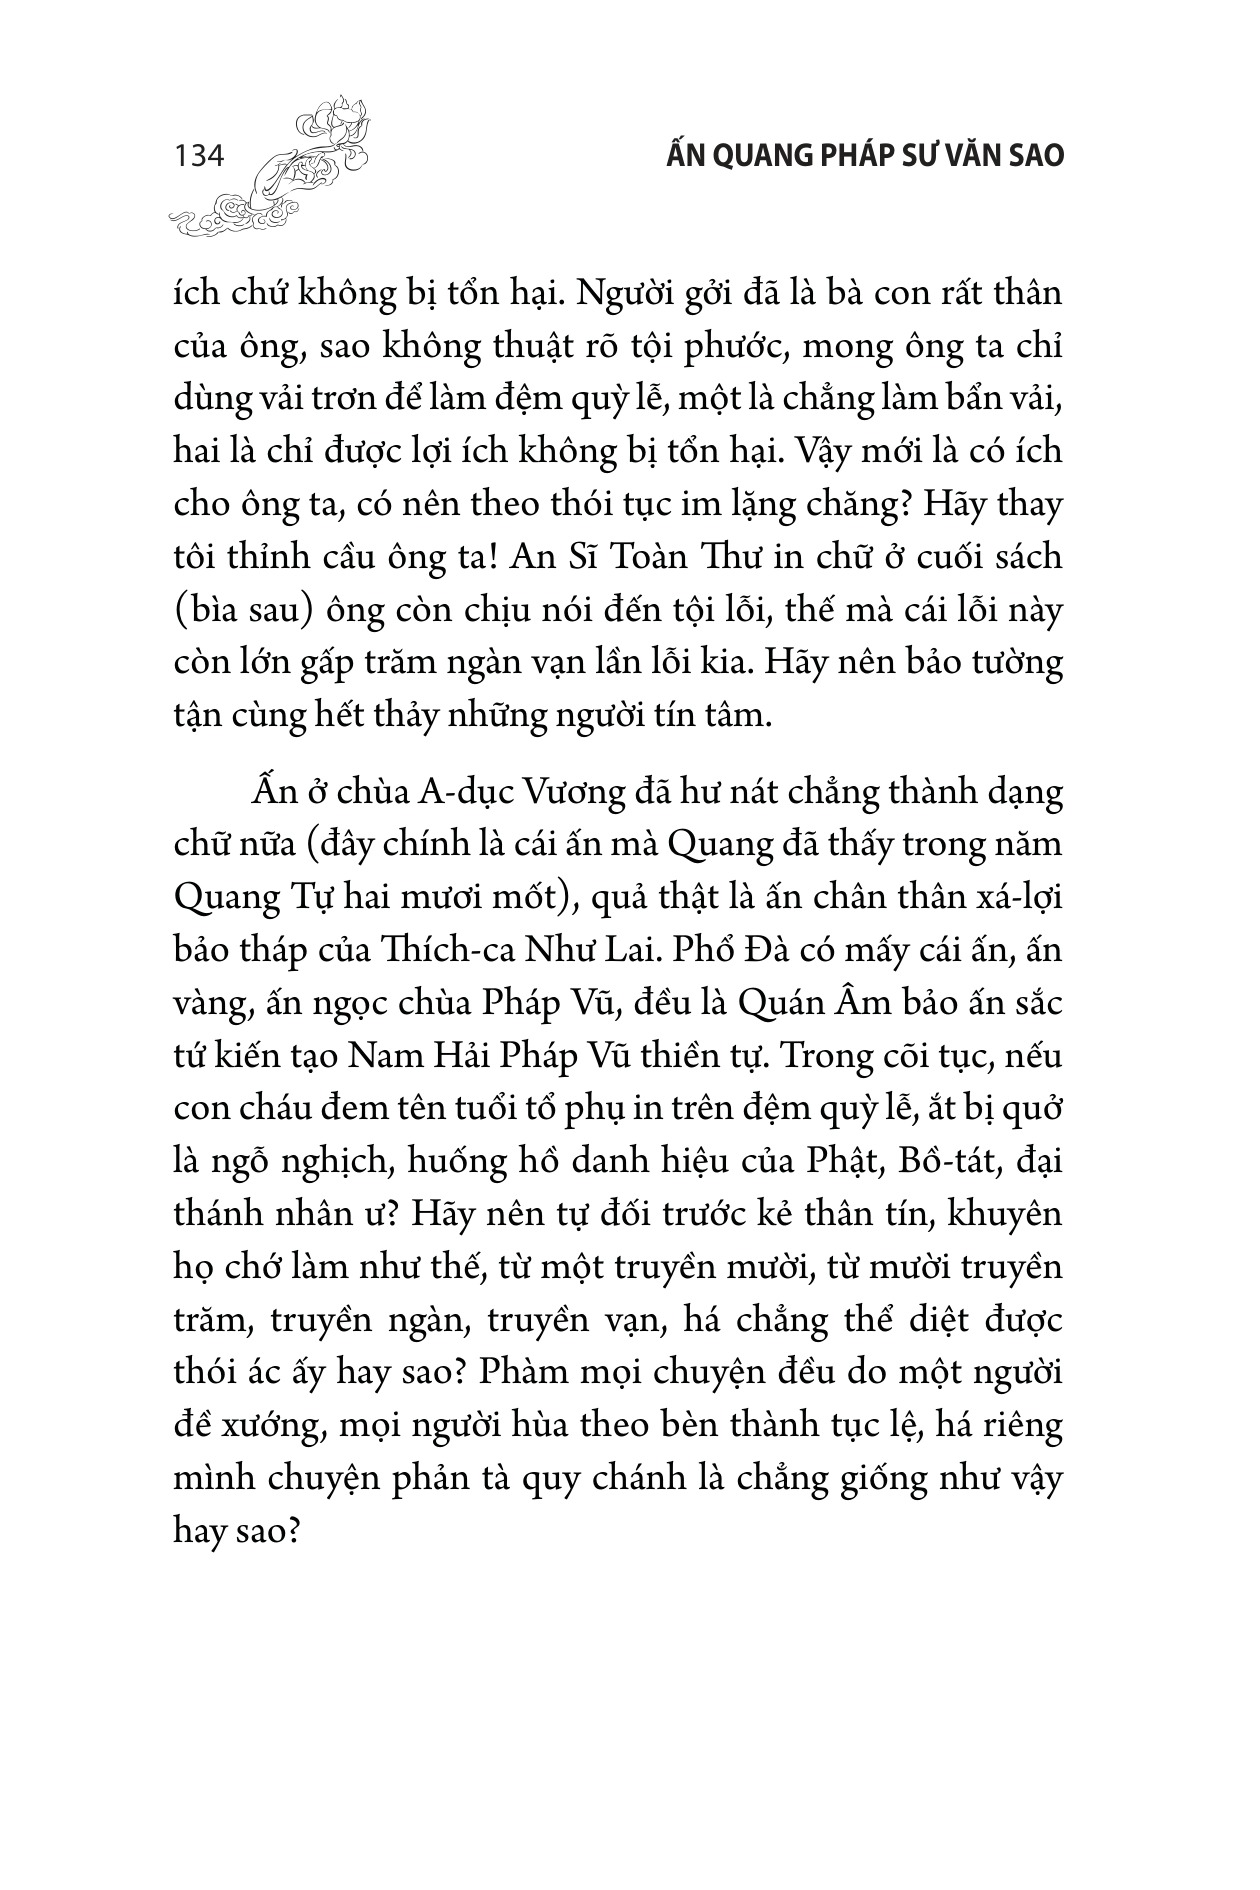 134
ẤN QUANG PHÁP SƯ VĂN SAO
ích chứ không bị tổn hại. Người gởi đã là bà con rất thân
của ông, sao không thuật rõ tội phước, mong ông ta chỉ
dùng vải trơn để làm đệm quỳ lễ, một là chẳng làm bẩn vải,
hai là chỉ được lợi ích không bị tổn hại. Vậy mới là có ích
cho ông ta, có nên theo thói tục im lặng chăng? Hãy thay
tôi thỉnh cầu ông ta! An Sĩ Toàn Thư in chữ ở cuối sách
(bìa sau) ông còn chịu nói đến tội lỗi, thế mà cái lỗi này
còn lớn gấp trăm ngàn vạn lần lỗi kia. Hãy nên bảo tường
tận cùng hết thảy những người tín tâm.
Ấn ở chùa A-dục Vương đã hư nát chẳng thành dạng
chữ nữa (đây chính là cái ấn mà Quang đã thấy trong năm
Quang Tự hai mươi mốt), quả thật là ấn chân thân xá-lợi
bảo tháp của Thích-ca Như Lai. Phổ Đà có mấy cái ấn, ấn
vàng, ấn ngọc chùa Pháp Vũ, đều là Quán Âm bảo ấn sắc
tứ kiến tạo Nam Hải Pháp Vũ thiền tự. Trong cõi tục, nếu
con cháu đem tên tuổi tổ phụ in trên đệm quỳ lễ, ắt bị quở
là ngỗ nghịch, huống hồ danh hiệu của Phật, Bồ-tát, đại
thánh nhân ư? Hãy nên tự đối trước kẻ thân tín, khuyên
họ chớ làm như thế, từ một truyền mười, từ mười truyền
trăm, truyền ngàn, truyền vạn, há chẳng thể diệt được
thói ác ấy hay sao? Phàm mọi chuyện đều do một người
đề xướng, mọi người hùa theo bèn thành tục lệ, há riêng
mình chuyện phản tà quy chánh là chẳng giống như vậy
hay sao?